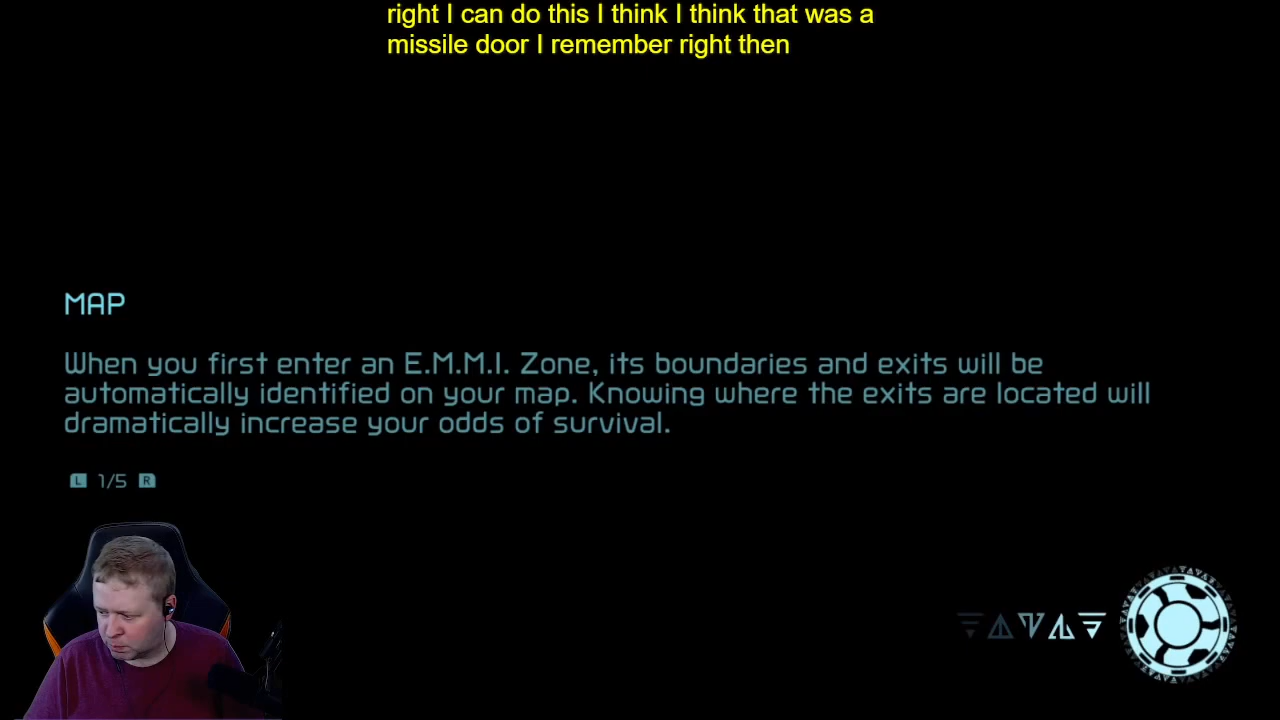 right I can do this I think I think that was a
missile door I remember right then
MAP
When you first enter an E.M.M.I. Zone, its boundaries and exits will be
automatically identified on your map. Knowing where the exits are located will
dramatically increase your odds of survival.
L 1/5 R